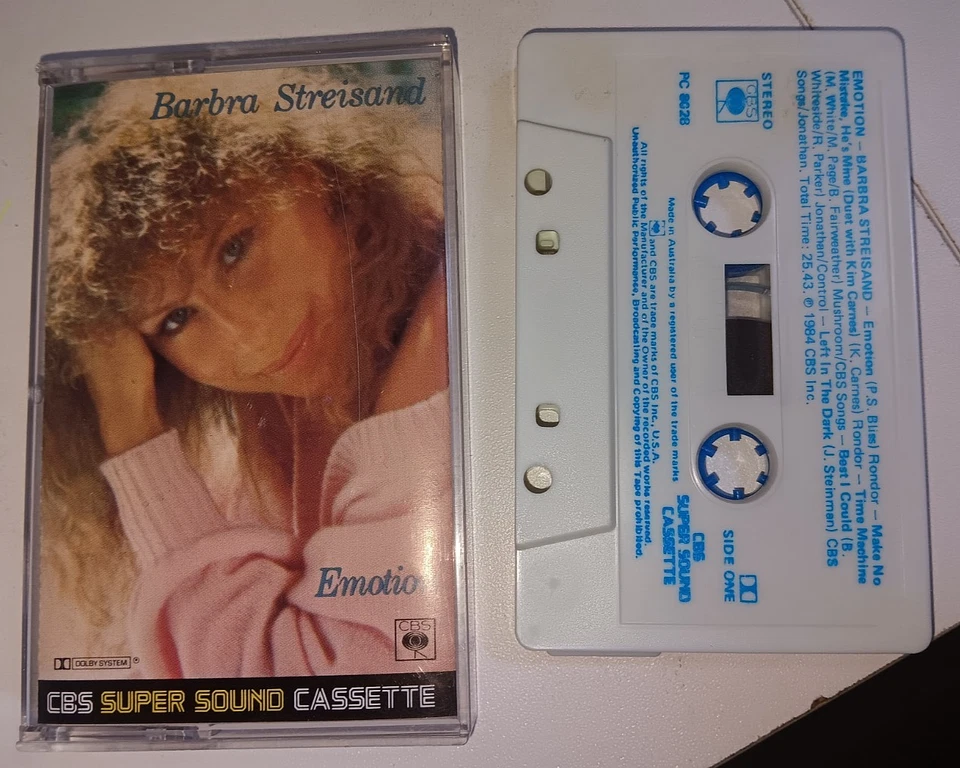 Barbra Streisand
Emotio
CBS
DOLBY SYSTEM ®
CBS SUPER SOUND CASSETTE
EMOTION — BARBRA STREISAND — Emotion (P.S. Bliss) Rondor — Make No
Mistake, He's Mine (Duet with Kim Carnes) (K. Carnes) Rondor — Time Machine
(M. White/M. Page/B. Fairweather) Mushroom/CBS Songs — Best I Could (B.
Whiteside/R. Parker) Jonathan/Control — Left In The Dark (J. Steinman) CBS
Songs/Jonathan. Total Time: 25.43. ℗ 1984 CBS Inc.
STEREO
CBS
PC 8028
SIDE ONE
CBS
SUPER SOUND
CASSETTE
Made in Australia by a registered user of the trade marks
and CBS are trade marks of CBS Inc., U.S.A.
All rights of the Manufacturer and of the Owner of the recorded works reserved.
Unauthorized Public Performance, Broadcasting and Copying of this Tape prohibited.